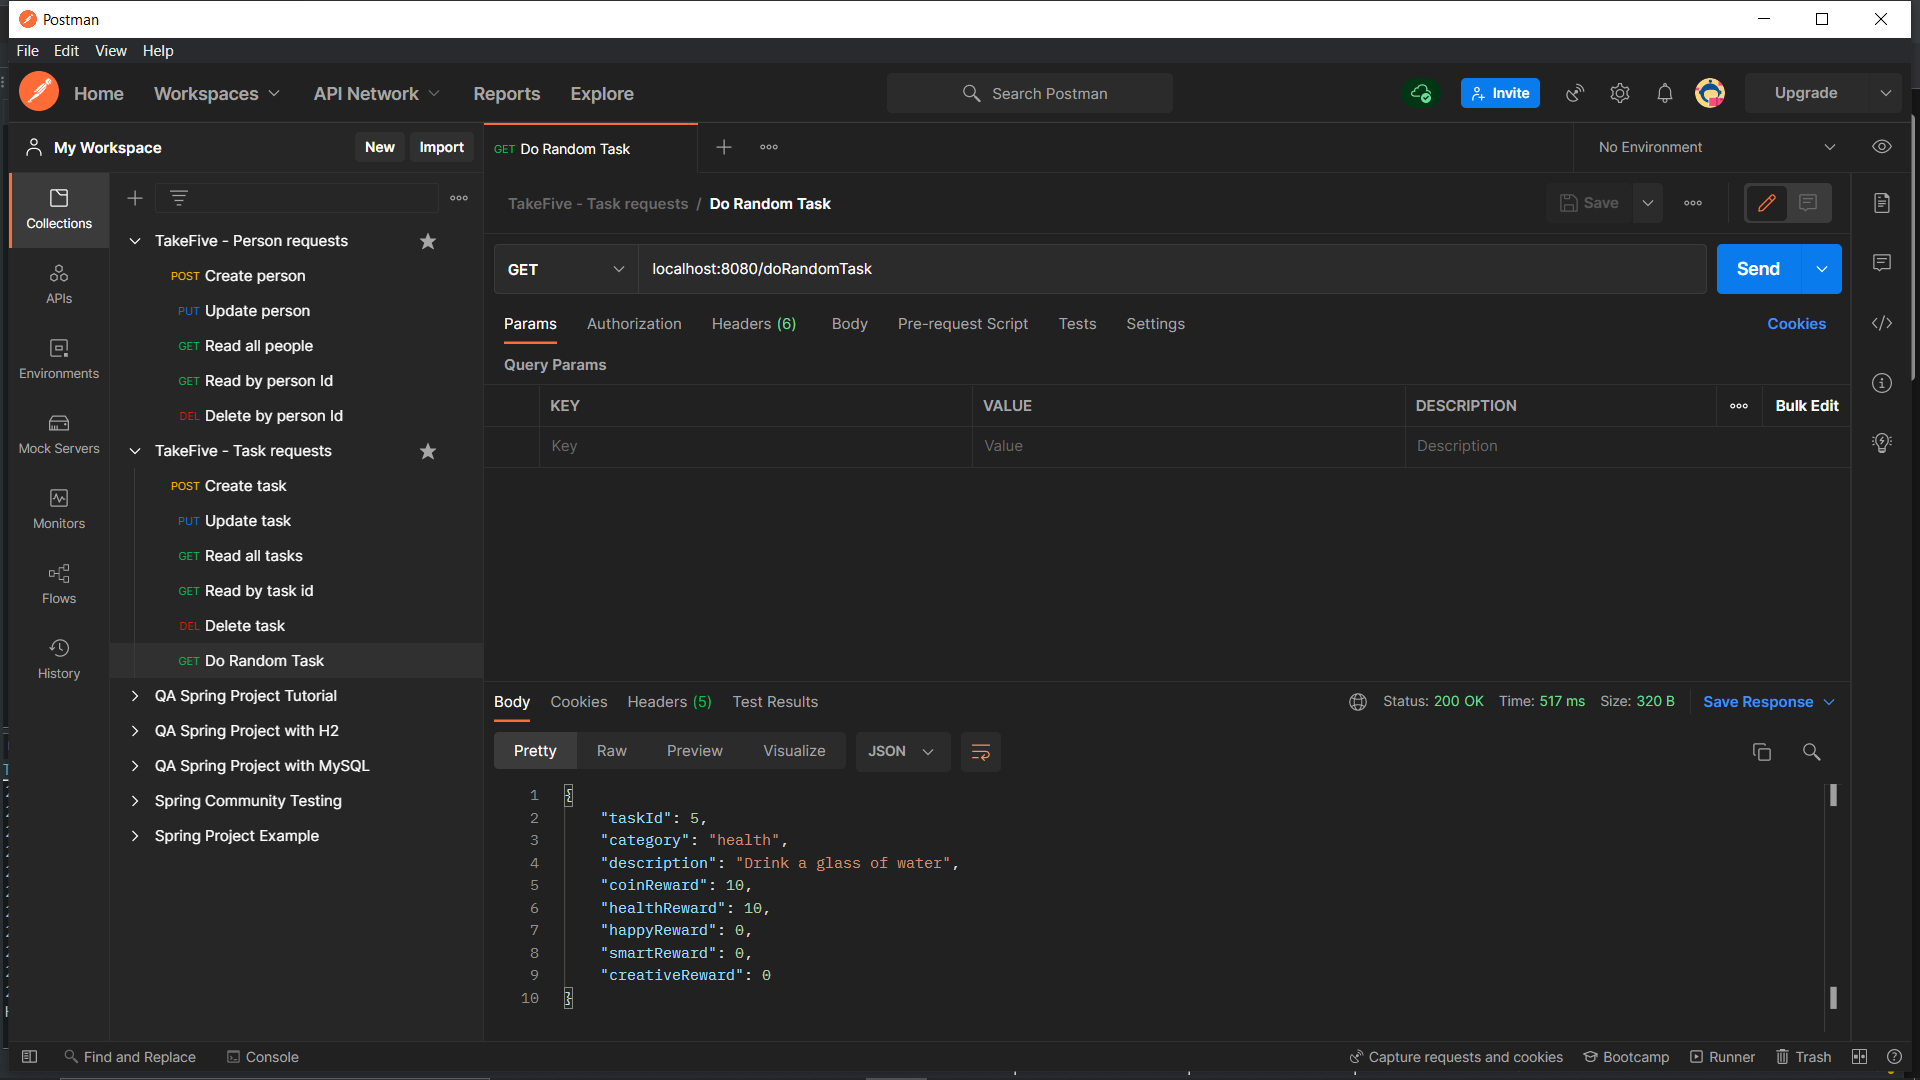 Postman
File Edit View Help
Home Workspaces API Network Reports Explore Search Postman Invite Upgrade
My Workspace New Import GET Do Random Task No Environment
Collections
APIs
Environments
Mock Servers
Monitors
Flows
History
TakeFive - Person requests
POST Create person
PUT Update person
GET Read all people
GET Read by person Id
DEL Delete by person Id
TakeFive - Task requests
POST Create task
PUT Update task
GET Read all tasks
GET Read by task id
DEL Delete task
GET Do Random Task
QA Spring Project Tutorial
QA Spring Project with H2
QA Spring Project with MySQL
Spring Community Testing
Spring Project Example
TakeFive - Task requests / Do Random Task Save
GET localhost:8080/doRandomTask Send
Params Authorization Headers (6) Body Pre-request Script Tests Settings Cookies
Query Params
KEY VALUE DESCRIPTION Bulk Edit
Key Value Description
Body Cookies Headers (5) Test Results Status: 200 OK Time: 517 ms Size: 320 B Save Response
Pretty Raw Preview Visualize JSON
1 {
2 "taskId": 5,
3 "category": "health",
4 "description": "Drink a glass of water",
5 "coinReward": 10,
6 "healthReward": 10,
7 "happyReward": 0,
8 "smartReward": 0,
9 "creativeReward": 0
10 }
Find and Replace Console Capture requests and cookies Bootcamp Runner Trash